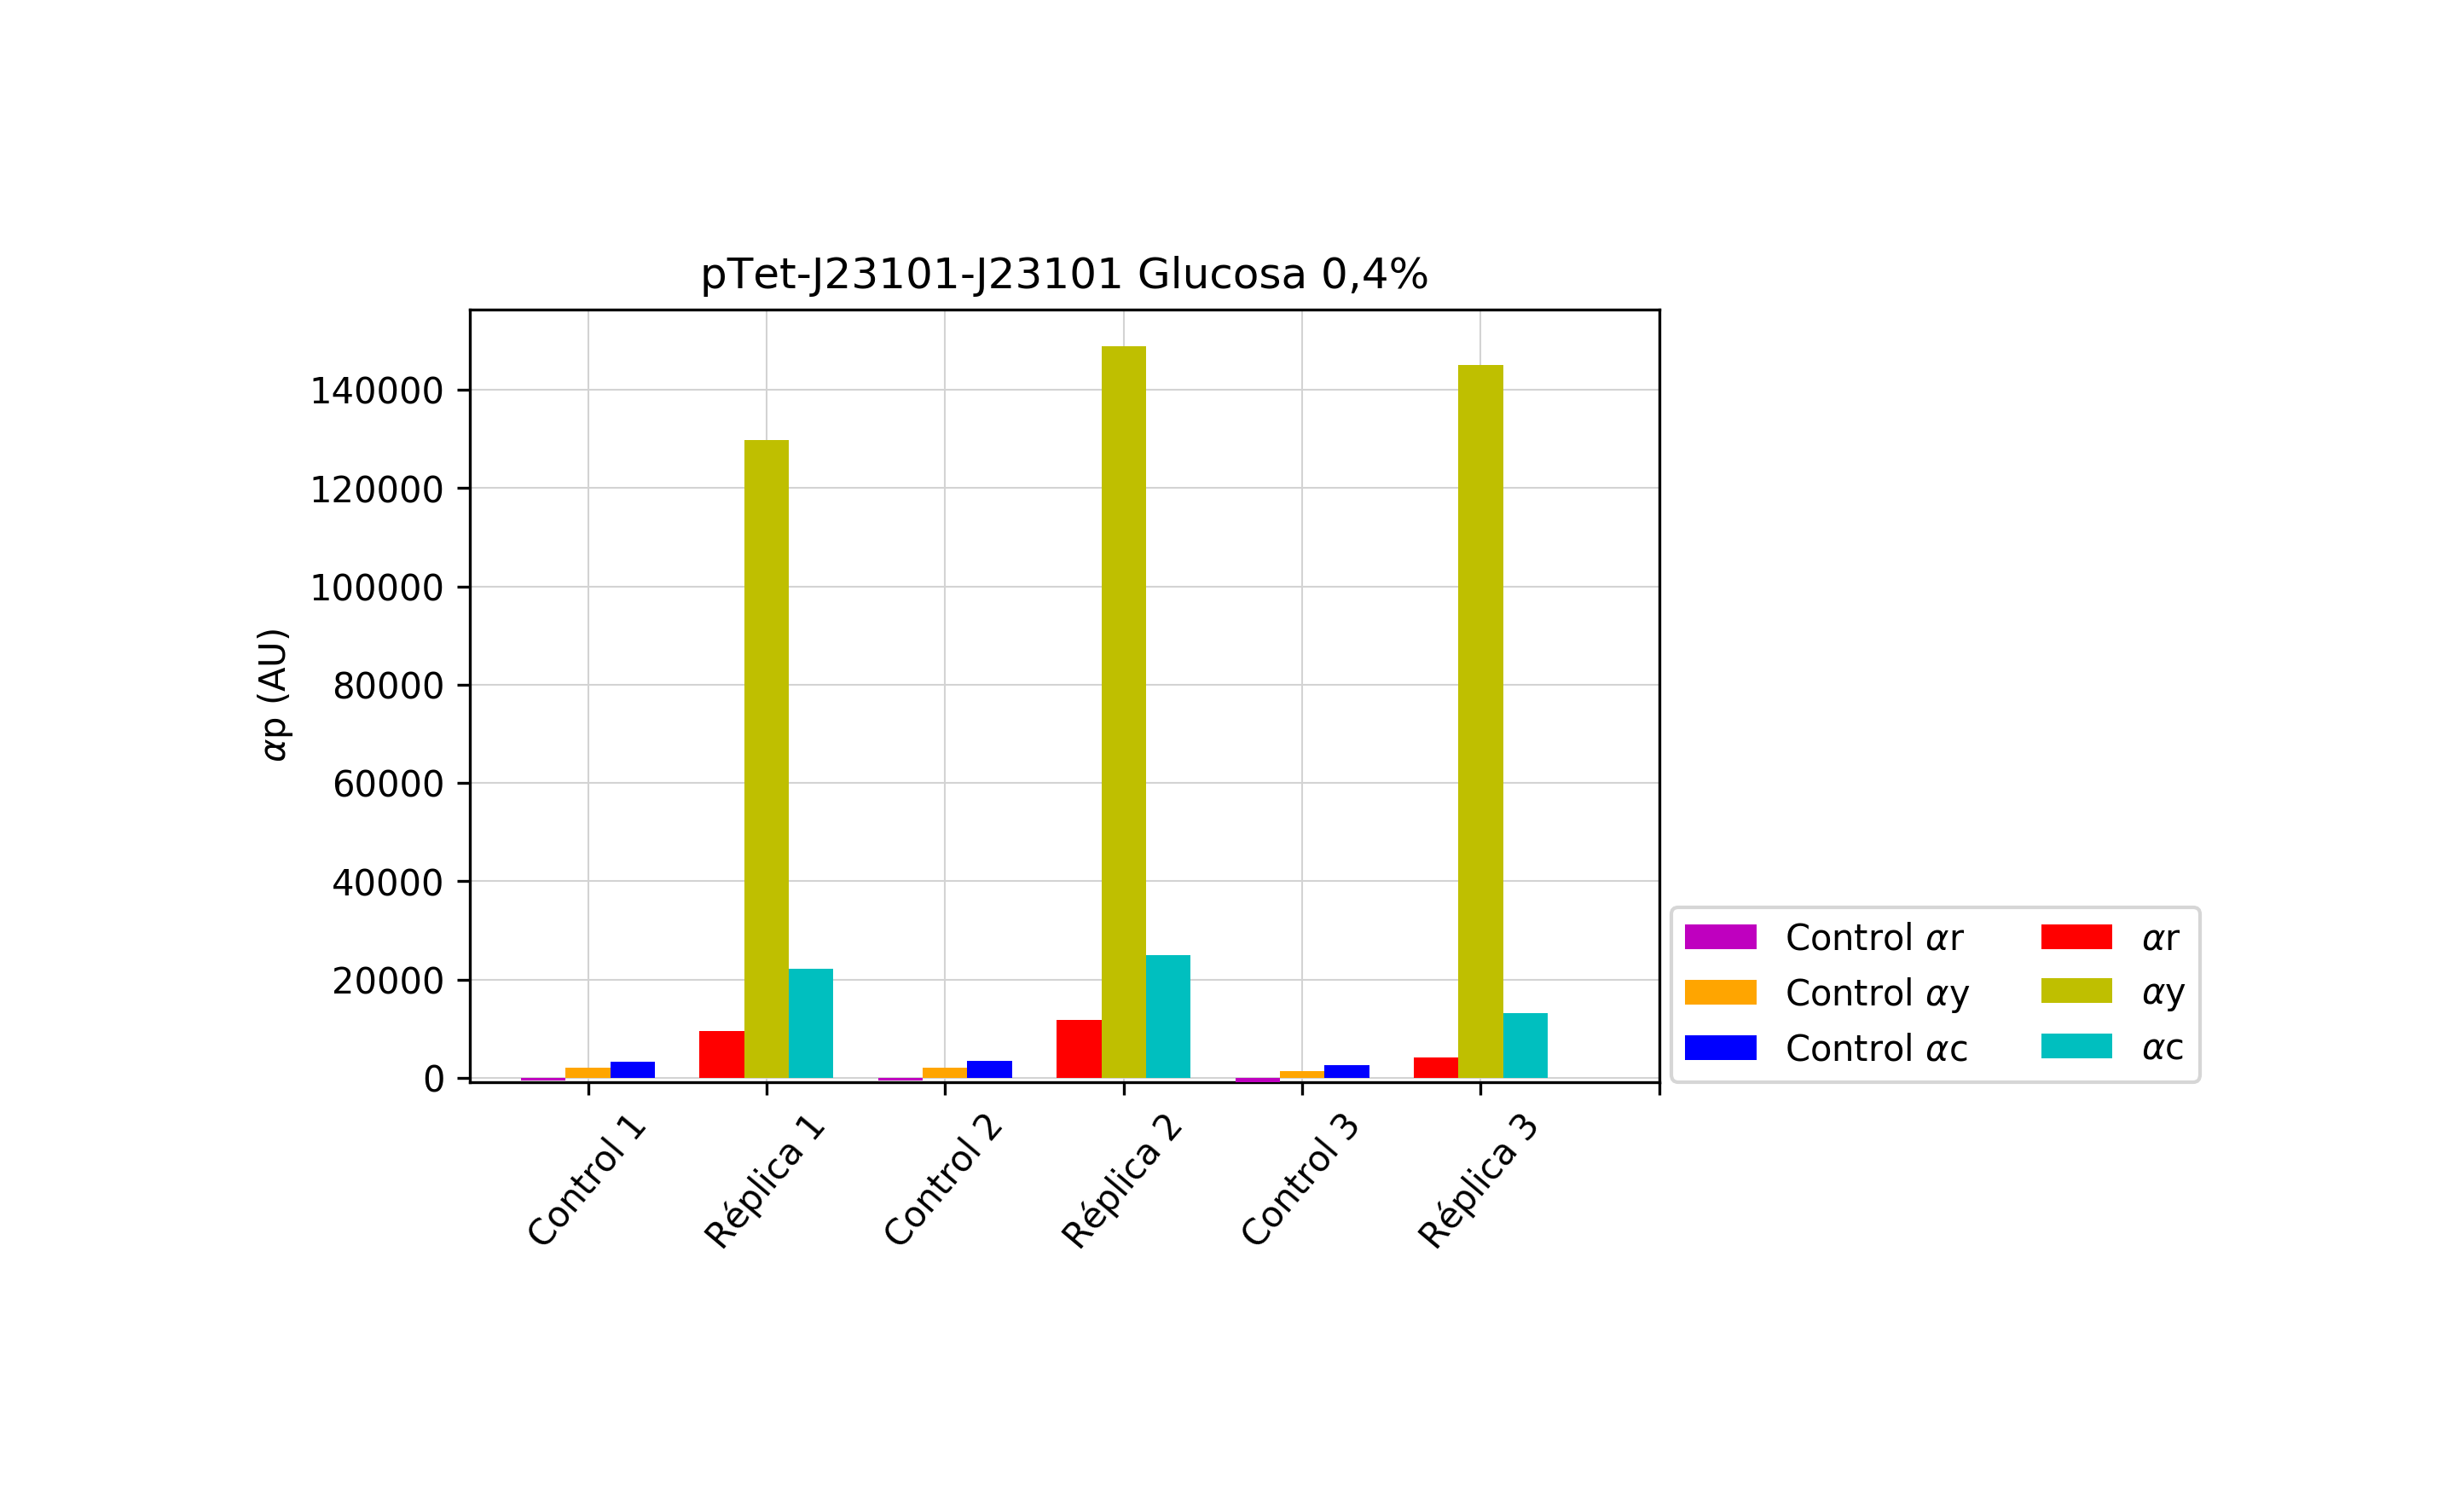 pTet-J23101-J23101 Glucosa 0,4%
αp (AU)
140000
120000
100000
80000
60000
40000
20000
0
Control 1
Réplica 1
Control 2
Réplica 2
Control 3
Réplica 3
Control αr
Control αy
Control αc
αr
αy
αc